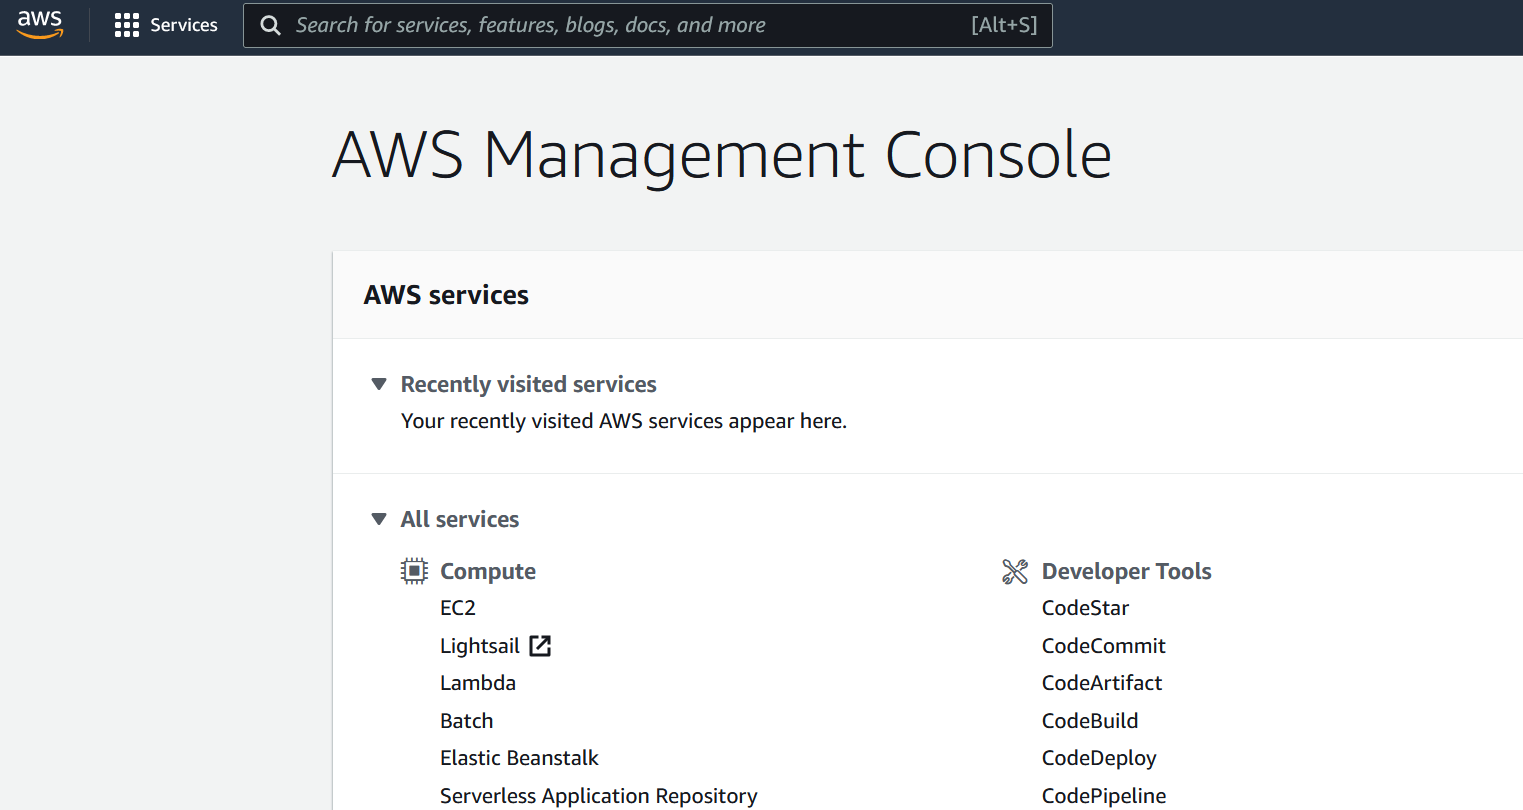 aws
Services
Search for services, features, blogs, docs, and more
[Alt+S]
AWS Management Console
AWS services
Recently visited services
Your recently visited AWS services appear here.
All services
Compute
EC2
Lightsail
Lambda
Batch
Elastic Beanstalk
Serverless Application Repository
Developer Tools
CodeStar
CodeCommit
CodeArtifact
CodeBuild
CodeDeploy
CodePipeline